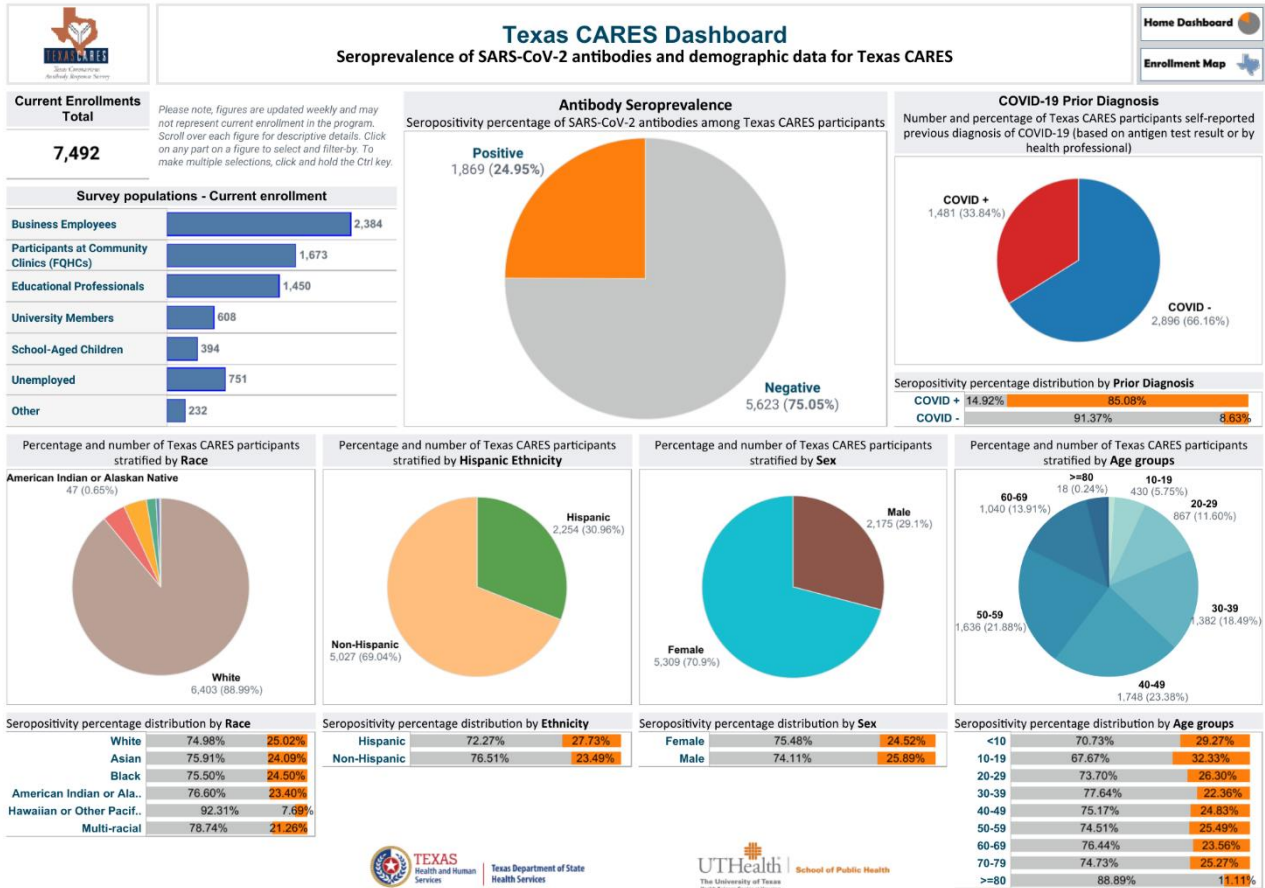 TEXAS CARES
Texas Coronavirus
Antibody Response Survey
Texas CARES Dashboard
Seroprevalence of SARS-CoV-2 antibodies and demographic data for Texas CARES
Home Dashboard
Enrollment Map
Current Enrollments
Total
7,492
Please note, figures are updated weekly and may
not represent current enrollment in the program.
Scroll over each figure for descriptive details. Click
on any part on a figure to select and filter-by. To
make multiple selections, click and hold the Ctrl key.
Survey populations - Current enrollment
Business Employees 2,384
Participants at Community
Clinics (FQHCs) 1,673
Educational Professionals 1,450
University Members 608
School-Aged Children 394
Unemployed 751
Other 232
Antibody Seroprevalence
Seropositivity percentage of SARS-CoV-2 antibodies among Texas CARES participants
Positive
1,869 (24.95%)
Negative
5,623 (75.05%)
COVID-19 Prior Diagnosis
Number and percentage of Texas CARES participants self-reported
previous diagnosis of COVID-19 (based on antigen test result or by
health professional)
COVID +
1,481 (33.84%)
COVID -
2,896 (66.16%)
Seropositivity percentage distribution by Prior Diagnosis
COVID + 14.92% 85.08%
COVID - 91.37% 8.63%
Percentage and number of Texas CARES participants
stratified by Race
American Indian or Alaskan Native
47 (0.65%)
White
6,403 (88.99%)
Percentage and number of Texas CARES participants
stratified by Hispanic Ethnicity
Hispanic
2,254 (30.96%)
Non-Hispanic
5,027 (69.04%)
Percentage and number of Texas CARES participants
stratified by Sex
Male
2,175 (29.1%)
Female
5,309 (70.9%)
Percentage and number of Texas CARES participants
stratified by Age groups
>=80
18 (0.24%)
10-19
430 (5.75%)
20-29
867 (11.60%)
30-39
1,382 (18.49%)
40-49
1,748 (23.38%)
50-59
1,636 (21.88%)
60-69
1,040 (13.91%)
Seropositivity percentage distribution by Race
White 74.98% 25.02%
Asian 75.91% 24.09%
Black 75.50% 24.50%
American Indian or Ala.. 76.60% 23.40%
Hawaiian or Other Pacif.. 92.31% 7.69%
Multi-racial 78.74% 21.26%
Seropositivity percentage distribution by Ethnicity
Hispanic 72.27% 27.73%
Non-Hispanic 76.51% 23.49%
Seropositivity percentage distribution by Sex
Female 75.48% 24.52%
Male 74.11% 25.89%
Seropositivity percentage distribution by Age groups
<10 70.73% 29.27%
10-19 67.67% 32.33%
20-29 73.70% 26.30%
30-39 77.64% 22.36%
40-49 75.17% 24.83%
50-59 74.51% 25.49%
60-69 76.44% 23.56%
70-79 74.73% 25.27%
>=80 88.89% 11.11%
TEXAS
Health and Human
Services
Texas Department of State
Health Services
UTHealth
The University of Texas
School of Public Health